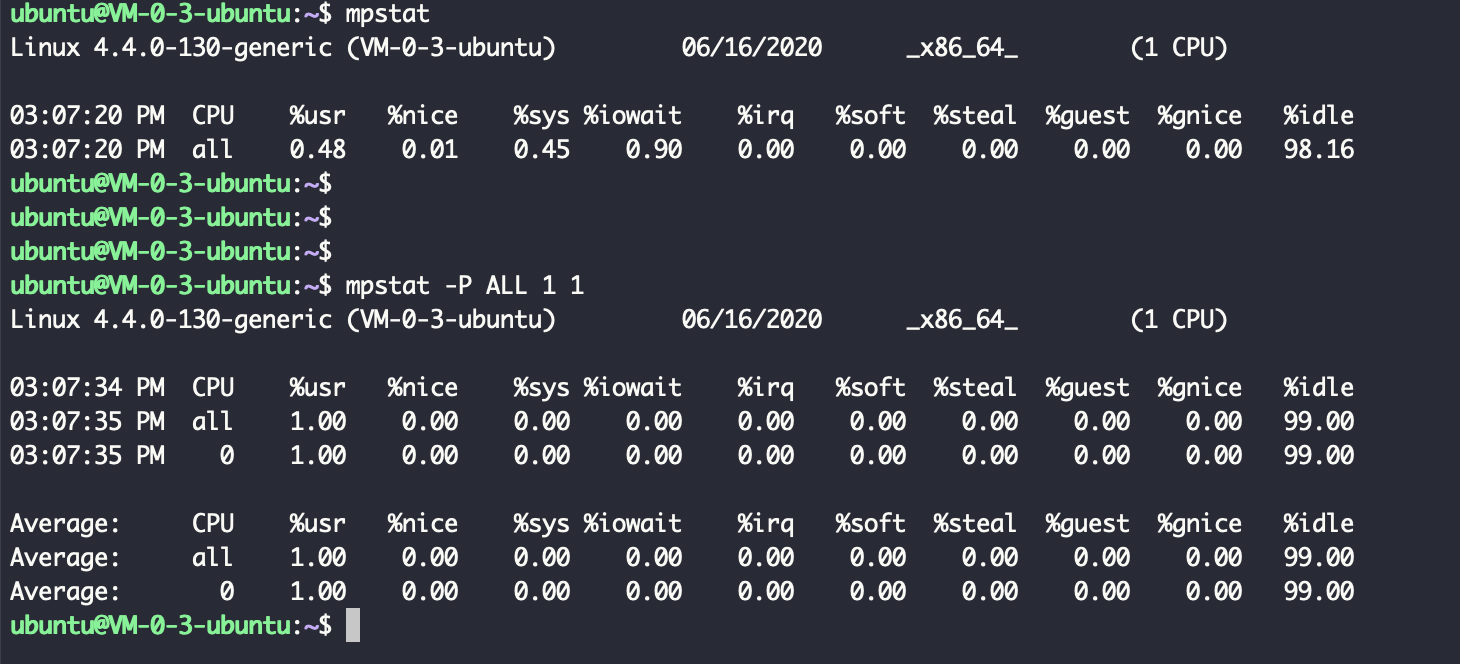 ubuntu@VM-0-3-ubuntu:~$ mpstat
Linux 4.4.0-130-generic (VM-0-3-ubuntu)         06/16/2020      _x86_64_        (1 CPU)
03:07:20 PM  CPU    %usr   %nice    %sys %iowait    %irq   %soft  %steal  %guest  %gnice   %idle
03:07:20 PM  all    0.48    0.01    0.45    0.90    0.00    0.00    0.00    0.00    0.00   98.16
ubuntu@VM-0-3-ubuntu:~$
ubuntu@VM-0-3-ubuntu:~$
ubuntu@VM-0-3-ubuntu:~$
ubuntu@VM-0-3-ubuntu:~$ mpstat -P ALL 1 1
Linux 4.4.0-130-generic (VM-0-3-ubuntu)         06/16/2020      _x86_64_        (1 CPU)
03:07:34 PM  CPU    %usr   %nice    %sys %iowait    %irq   %soft  %steal  %guest  %gnice   %idle
03:07:35 PM  all    1.00    0.00    0.00    0.00    0.00    0.00    0.00    0.00    0.00   99.00
03:07:35 PM    0    1.00    0.00    0.00    0.00    0.00    0.00    0.00    0.00    0.00   99.00
Average:     CPU    %usr   %nice    %sys %iowait    %irq   %soft  %steal  %guest  %gnice   %idle
Average:     all    1.00    0.00    0.00    0.00    0.00    0.00    0.00    0.00    0.00   99.00
Average:       0    1.00    0.00    0.00    0.00    0.00    0.00    0.00    0.00    0.00   99.00
ubuntu@VM-0-3-ubuntu:~$